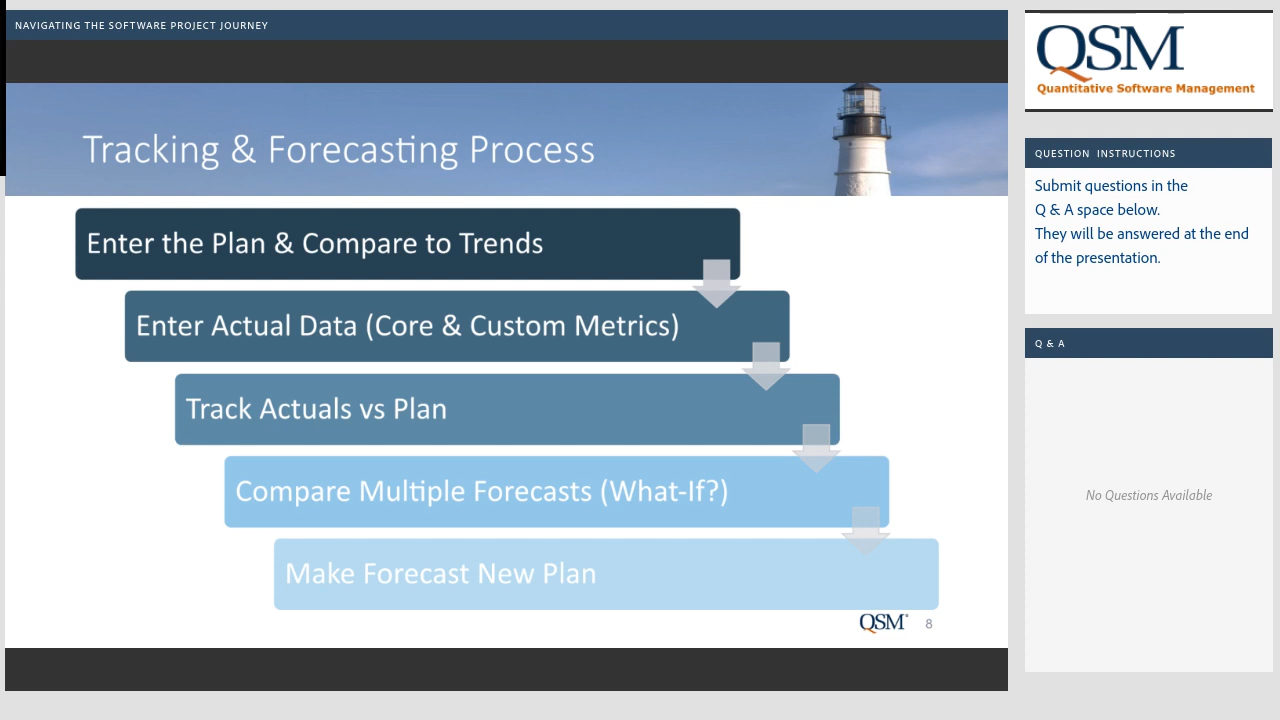 NAVIGATING THE SOFTWARE PROJECT JOURNEY
Tracking & Forecasting Process
Enter the Plan & Compare to Trends
Enter Actual Data (Core & Custom Metrics)
Track Actuals vs Plan
Compare Multiple Forecasts (What-If?)
Make Forecast New Plan
QSM® 8
QSM
Quantitative Software Management
QUESTION INSTRUCTIONS
Submit questions in the
Q & A space below.
They will be answered at the end
of the presentation.
Q & A
No Questions Available